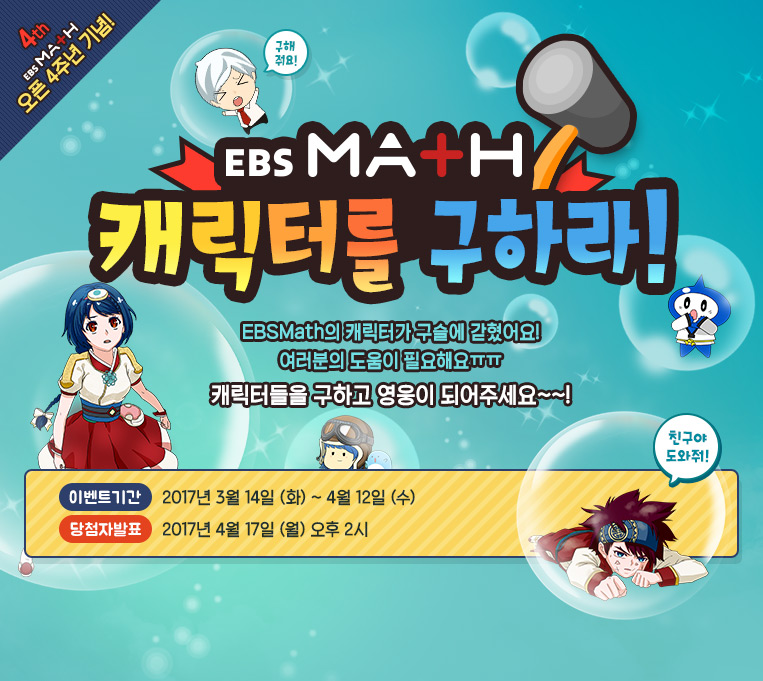 4th
EBS MATH
오픈 4주년 기념!
구해
줘요!
EBS MATH
캐릭터를 구하라!
EBSMath의 캐릭터가 구슬에 갇혔어요!
여러분의 도움이 필요해요ㅠㅠ
캐릭터들을 구하고 영웅이 되어주세요~~!
친구야
도와줘!
이벤트기간 2017년 3월 14일 (화) ~ 4월 12일 (수)
당첨자발표 2017년 4월 17일 (월) 오후 2시